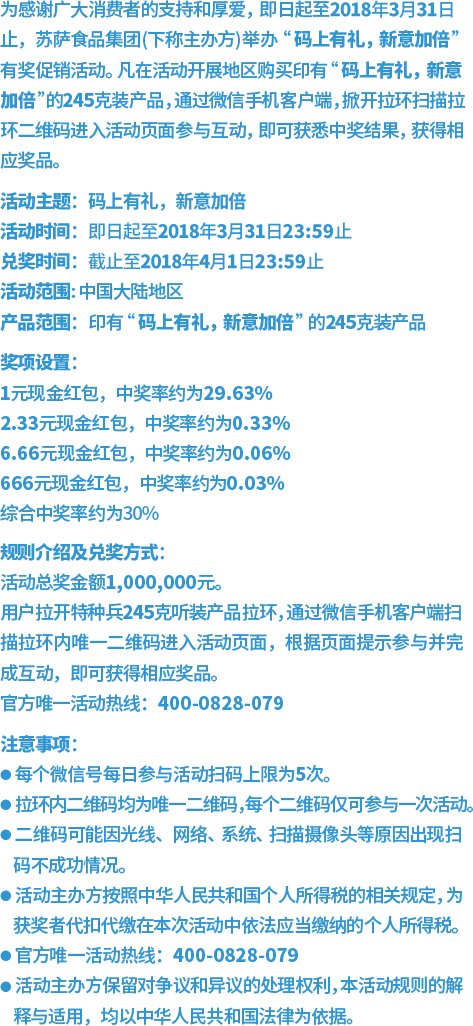 为感谢广大消费者的支持和厚爱，即日起至2018年3月31日
止，苏萨食品集团(下称主办方)举办“码上有礼，新意加倍”
有奖促销活动。凡在活动开展地区购买印有“码上有礼，新意
加倍”的245克装产品，通过微信手机客户端，掀开拉环扫描拉
环二维码进入活动页面参与互动，即可获悉中奖结果，获得相
应奖品。
活动主题：码上有礼，新意加倍
活动时间：即日起至2018年3月31日23:59止
兑奖时间：截止至2018年4月1日23:59止
活动范围:中国大陆地区
产品范围：印有“码上有礼，新意加倍”的245克装产品
奖项设置：
1元现金红包，中奖率约为29.63%
2.33元现金红包，中奖率约为0.33%
6.66元现金红包，中奖率约为0.06%
666元现金红包，中奖率约为0.03%
综合中奖率约为30%
规则介绍及兑奖方式：
活动总奖金额1,000,000元。
用户拉开特种兵245克听装产品拉环，通过微信手机客户端扫
描拉环内唯一二维码进入活动页面，根据页面提示参与并完
成互动，即可获得相应奖品。
官方唯一活动热线：400-0828-079
注意事项：
● 每个微信号每日参与活动扫码上限为5次。
● 拉环内二维码均为唯一二维码，每个二维码仅可参与一次活动。
● 二维码可能因光线、网络、系统、扫描摄像头等原因出现扫
码不成功情况。
● 活动主办方按照中华人民共和国个人所得税的相关规定，为
获奖者代扣代缴在本次活动中依法应当缴纳的个人所得税。
● 官方唯一活动热线：400-0828-079
● 活动主办方保留对争议和异议的处理权利，本活动规则的解
释与适用，均以中华人民共和国法律为依据。